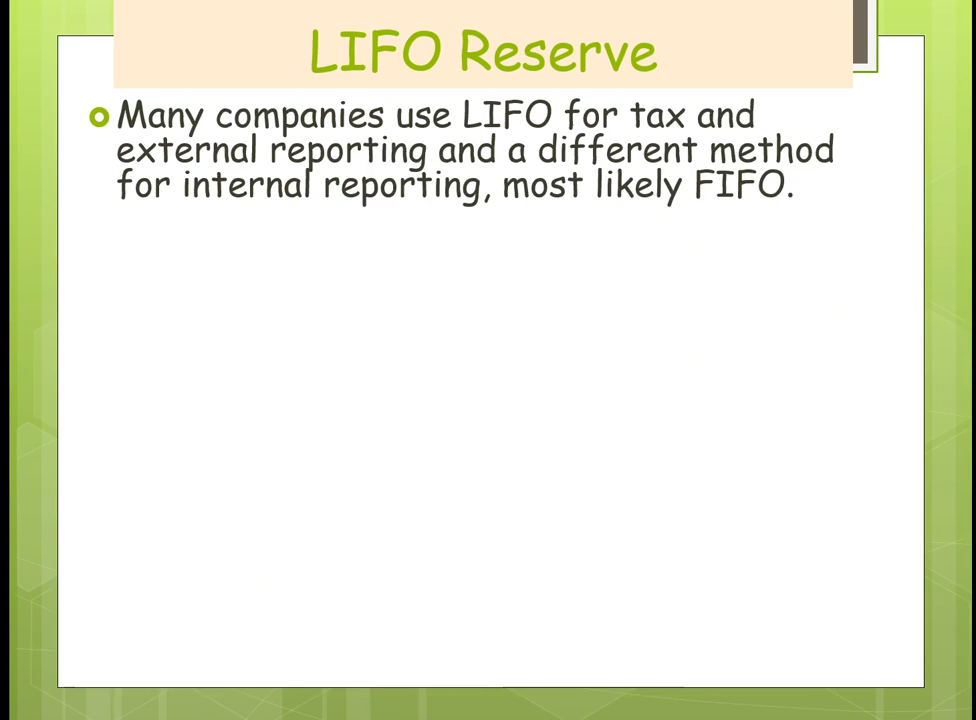 LIFO Reserve
Many companies use LIFO for tax and
external reporting and a different method
for internal reporting, most likely FIFO.